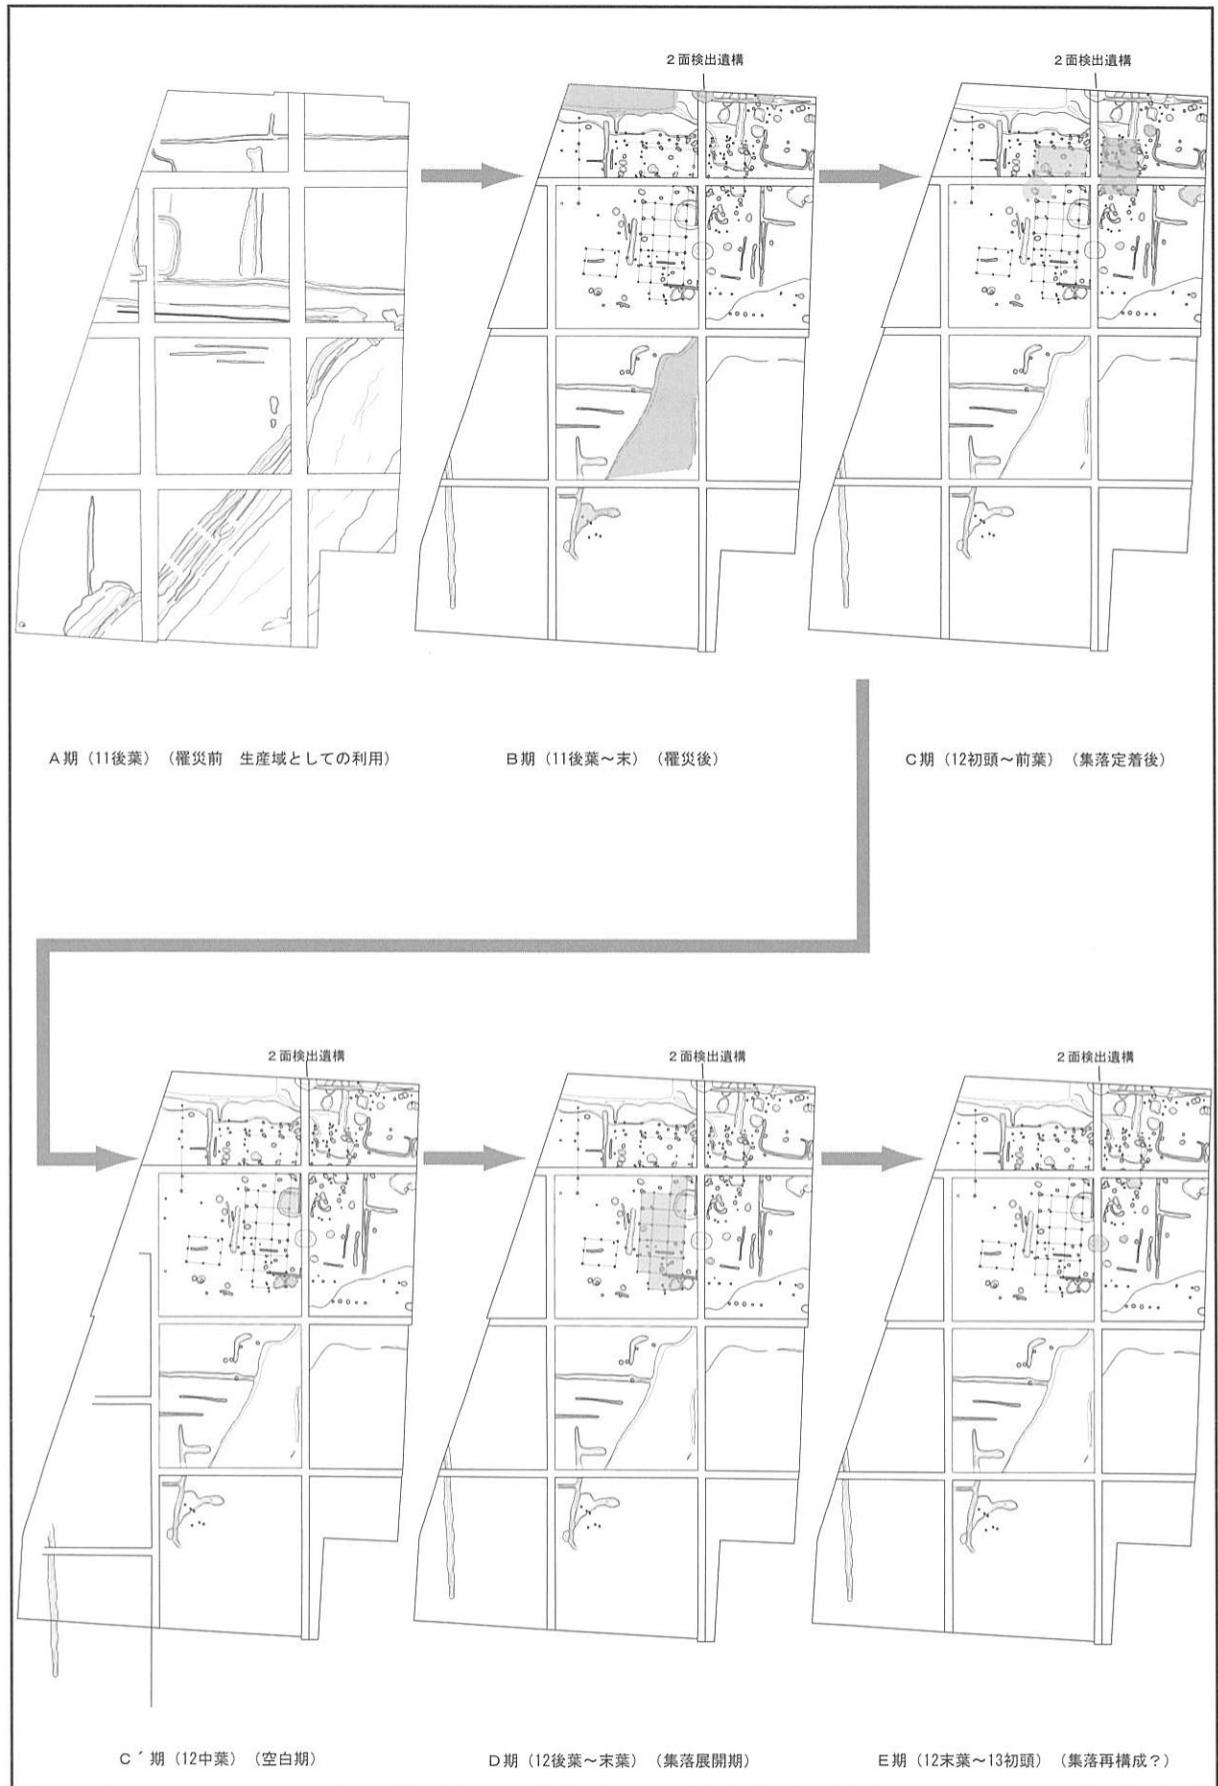 2面検出遺構
2面検出遺構
A期（11後葉）（罹災前　生産域としての利用）
B期（11後葉～末）（罹災後）
C期（12初頭～前葉）（集落定着後）
2面検出遺構
2面検出遺構
2面検出遺構
C´期（12中葉）（空白期）
D期（12後葉～末葉）（集落展開期）
E期（12末葉～13初頭）（集落再構成？）